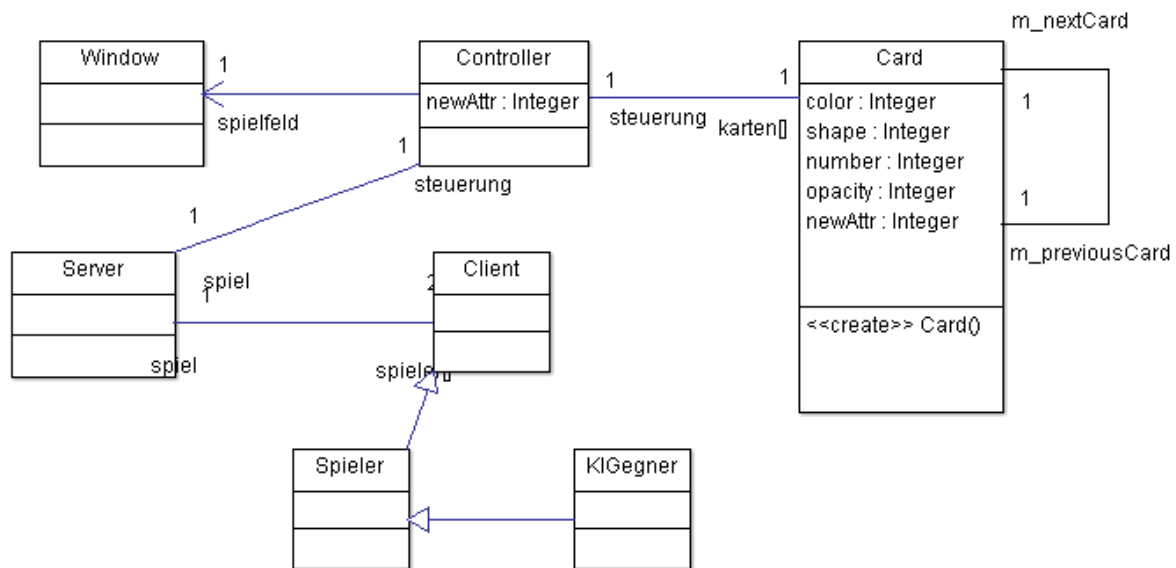 m_nextCard
Window
1
spielfeld
Controller
newAttr : Integer
1
steuerung
1
karten[]
Card
color : Integer
shape : Integer
number : Integer
opacity : Integer
newAttr : Integer
<<create>> Card()
1
1
m_previousCard
1
steuerung
1
spiel
Server
1
spiel
Client
2
Spieler
KIGegner